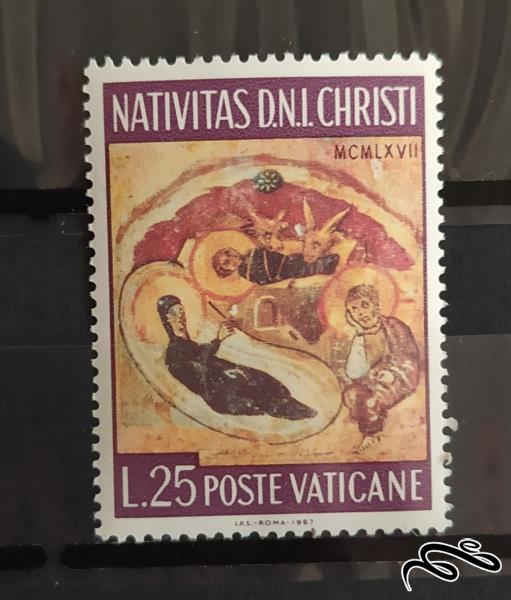 NATIVITAS D.N.I. CHRISTI
MCMLXVII
L.25 POSTE VATICANE
I.P.S.-ROMA-1967